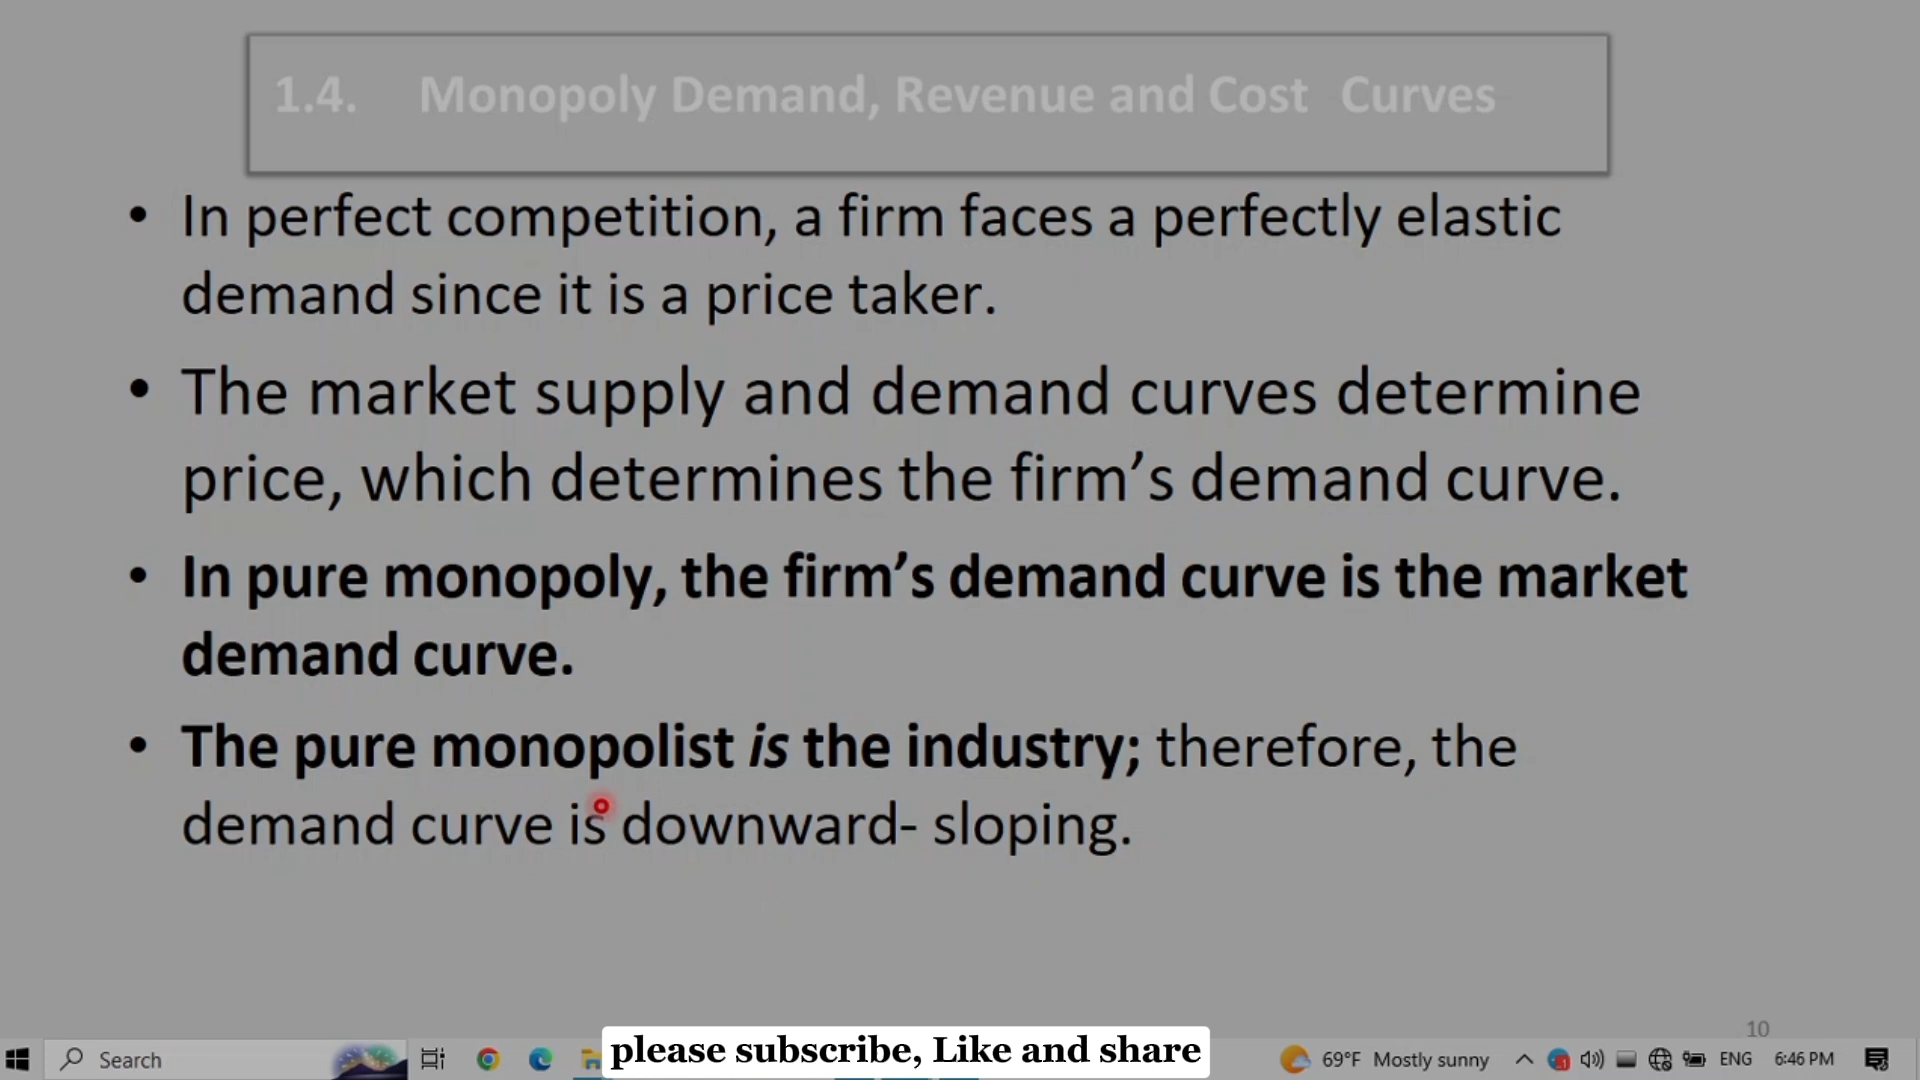 1.4. Monopoly Demand, Revenue and Cost Curves
• In perfect competition, a firm faces a perfectly elastic
demand since it is a price taker.
• The market supply and demand curves determine
price, which determines the firm’s demand curve.
• In pure monopoly, the firm’s demand curve is the market
demand curve.
• The pure monopolist is the industry; therefore, the
demand curve is downward- sloping.
10
Search
please subscribe, Like and share
69°F Mostly sunny
ENG
6:46 PM